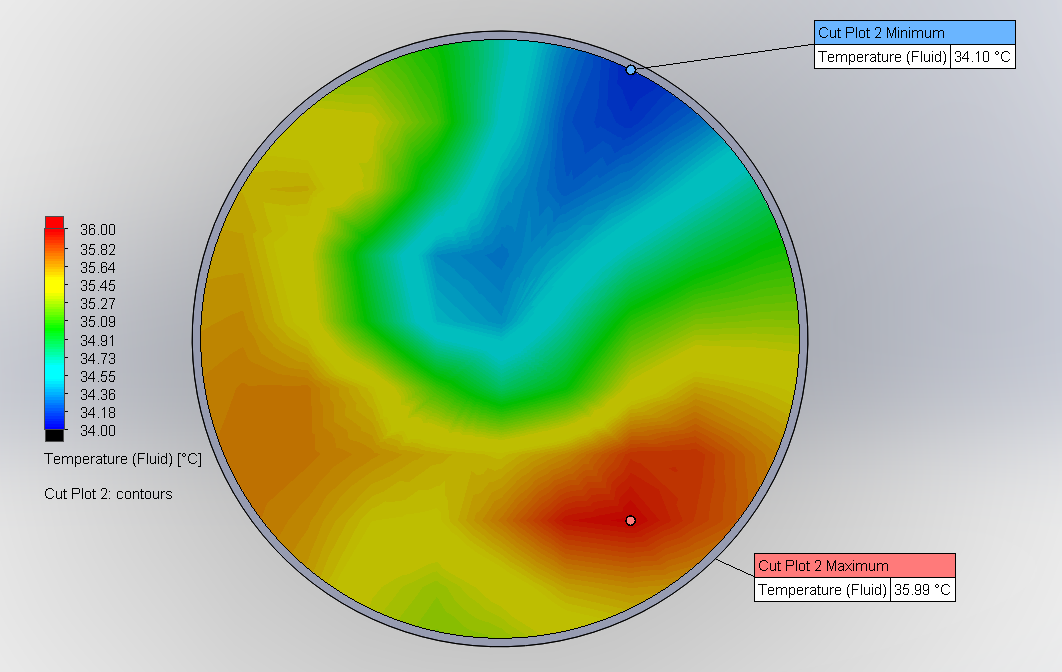 Cut Plot 2 Minimum
Temperature (Fluid) 34.10 °C
36.00
35.82
35.64
35.45
35.27
35.09
34.91
34.73
34.55
34.36
34.18
34.00
Temperature (Fluid) [°C]
Cut Plot 2: contours
Cut Plot 2 Maximum
Temperature (Fluid) 35.99 °C